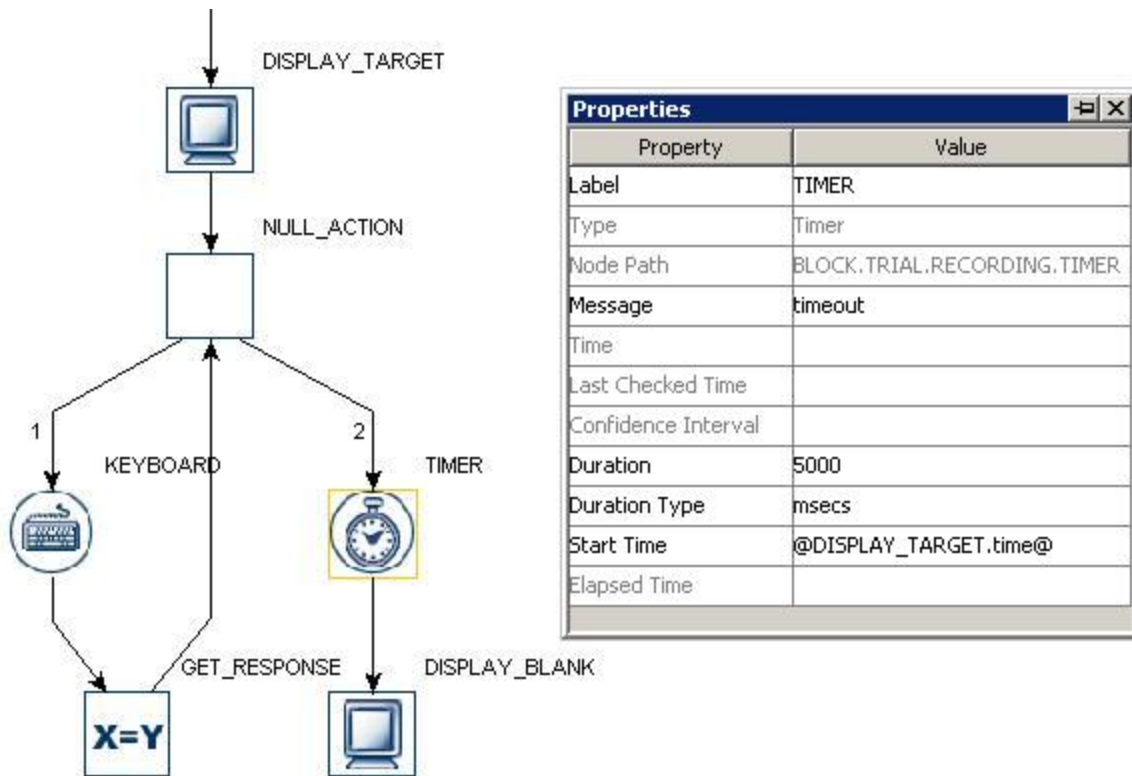 DISPLAY_TARGET
NULL_ACTION
1
2
KEYBOARD
TIMER
GET_RESPONSE
DISPLAY_BLANK
X=Y
Properties
Property Value
Label TIMER
Type Timer
Node Path BLOCK.TRIAL.RECORDING.TIMER
Message timeout
Time
Last Checked Time
Confidence Interval
Duration 5000
Duration Type msecs
Start Time @DISPLAY_TARGET.time@
Elapsed Time